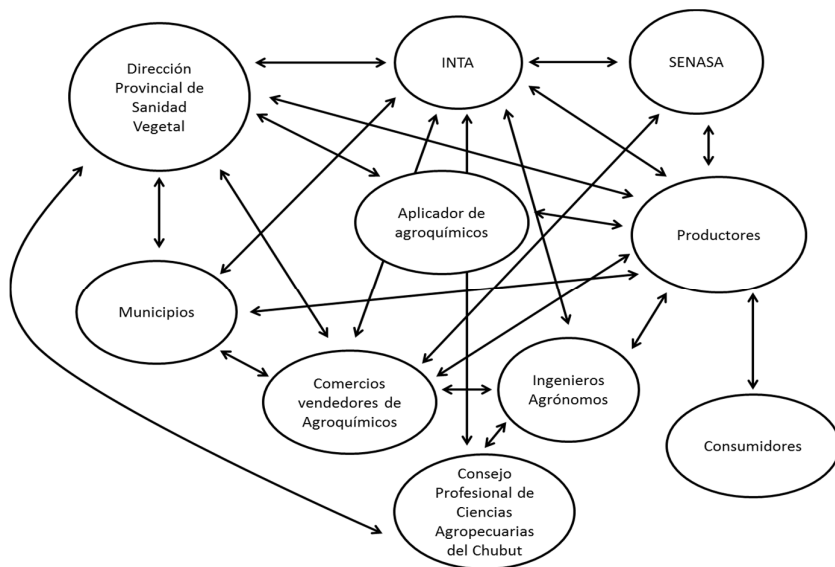 Dirección
Provincial de
Sanidad
Vegetal
INTA
SENASA
Aplicador de
agroquímicos
Productores
Municipios
Comercios
vendedores de
Agroquímicos
Ingenieros
Agrónomos
Consumidores
Consejo
Profesional de
Ciencias
Agropecuarias
del Chubut